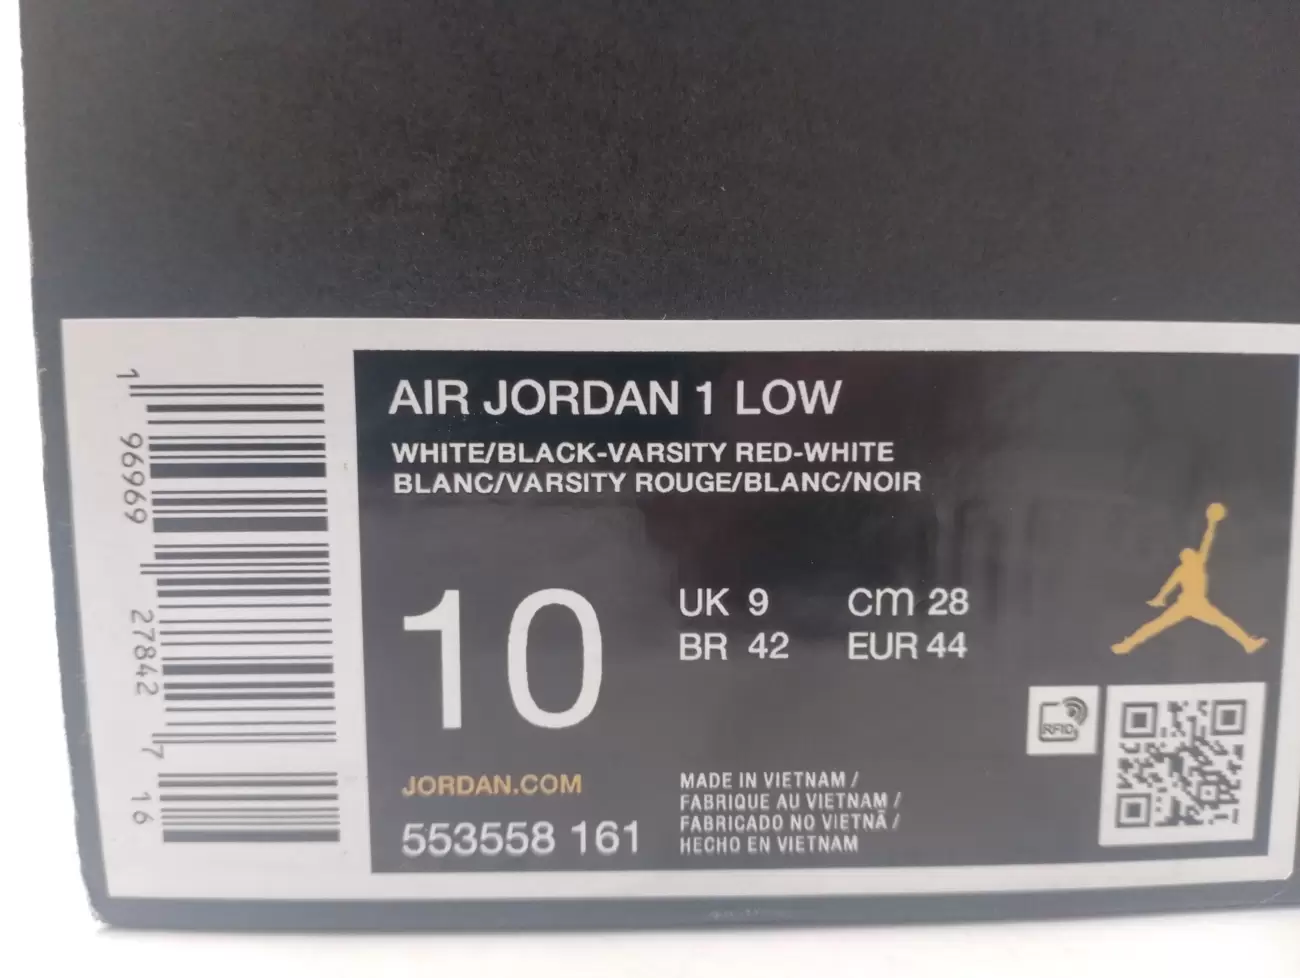 1 96969 27842 7 16
AIR JORDAN 1 LOW
WHITE/BLACK-VARSITY RED-WHITE
BLANC/VARSITY ROUGE/BLANC/NOIR
10
UK 9 CM 28
BR 42 EUR 44
RFID
JORDAN.COM
553558 161
MADE IN VIETNAM /
FABRIQUE AU VIETNAM /
FABRICADO NO VIETNÃ /
HECHO EN VIETNAM